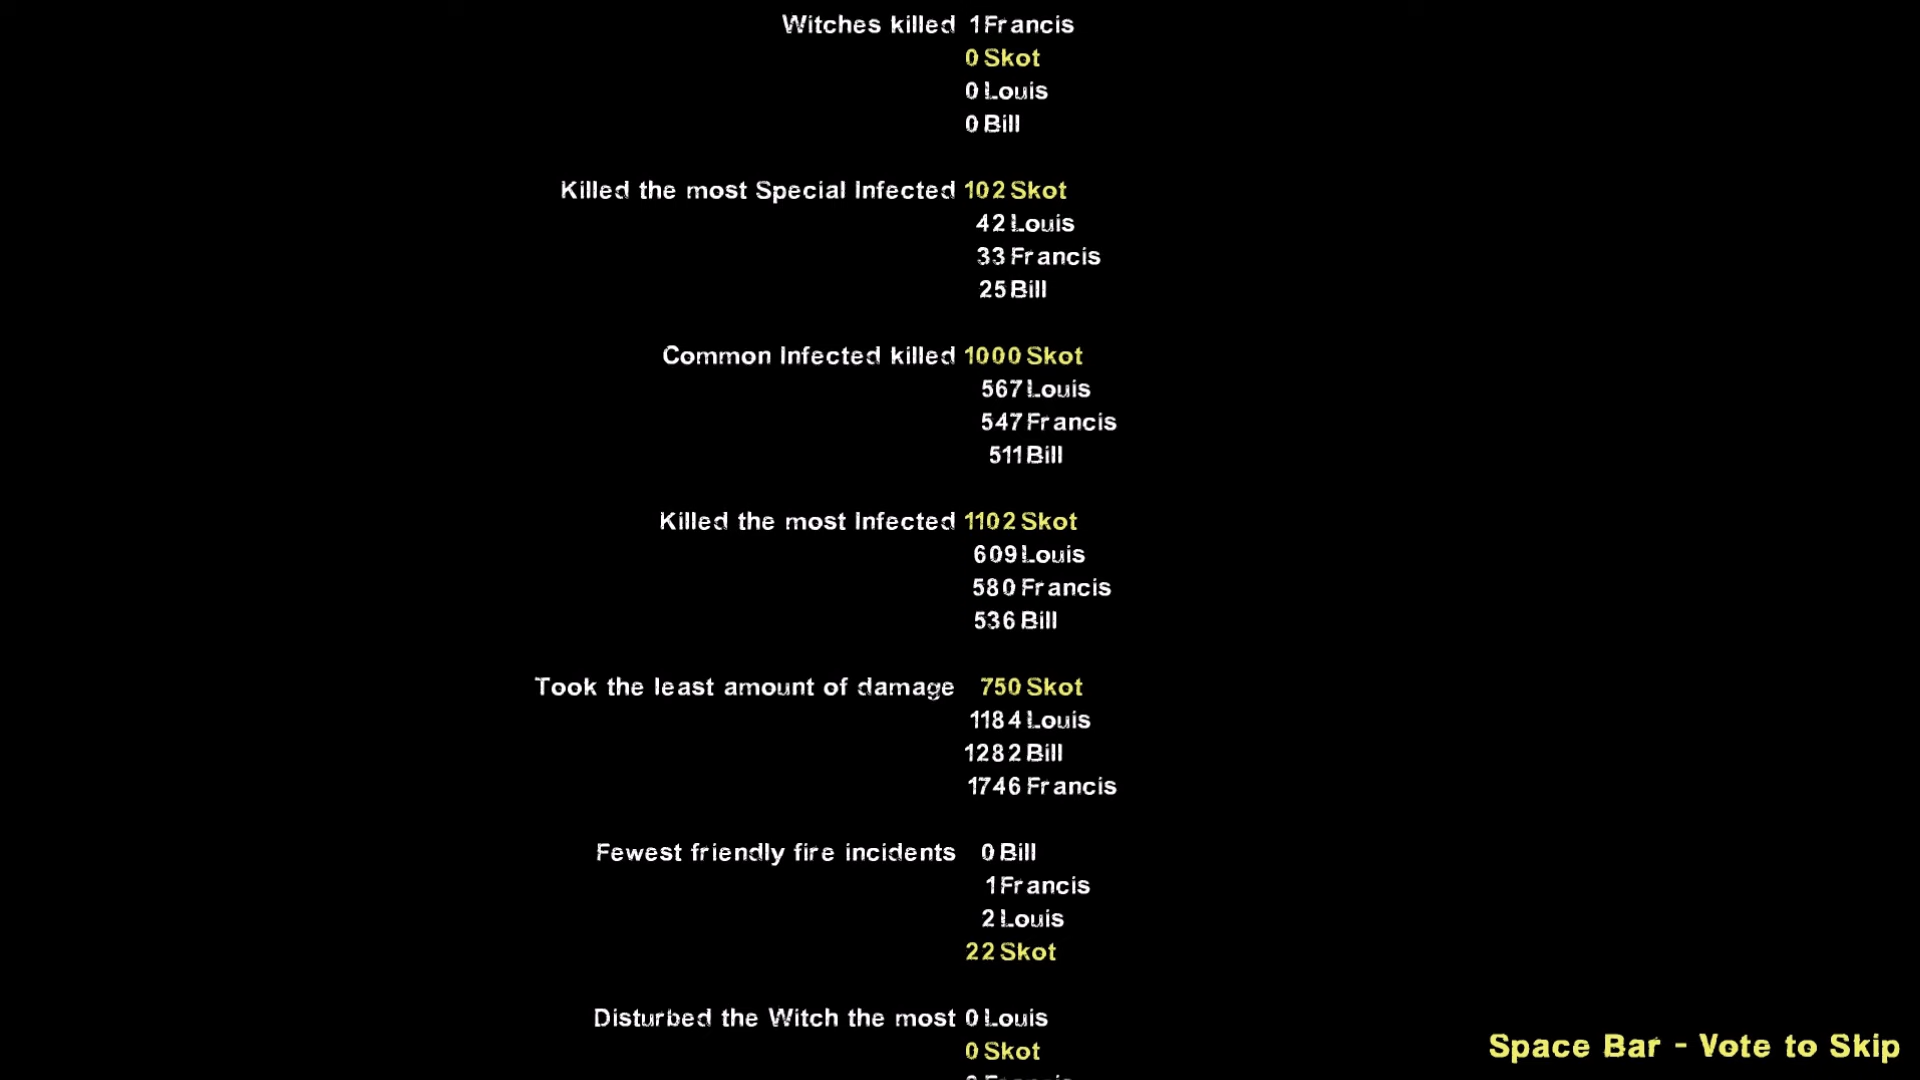 Witches killed 1 Francis
0 Skot
0 Louis
0 Bill
Killed the most Special Infected 102 Skot
42 Louis
33 Francis
25 Bill
Common Infected killed 1000 Skot
567 Louis
547 Francis
511 Bill
Killed the most Infected 1102 Skot
609 Louis
580 Francis
536 Bill
Took the least amount of damage 750 Skot
1184 Louis
1282 Bill
1746 Francis
Fewest friendly fire incidents 0 Bill
1 Francis
2 Louis
22 Skot
Disturbed the Witch the most 0 Louis
0 Skot
Space Bar - Vote to Skip